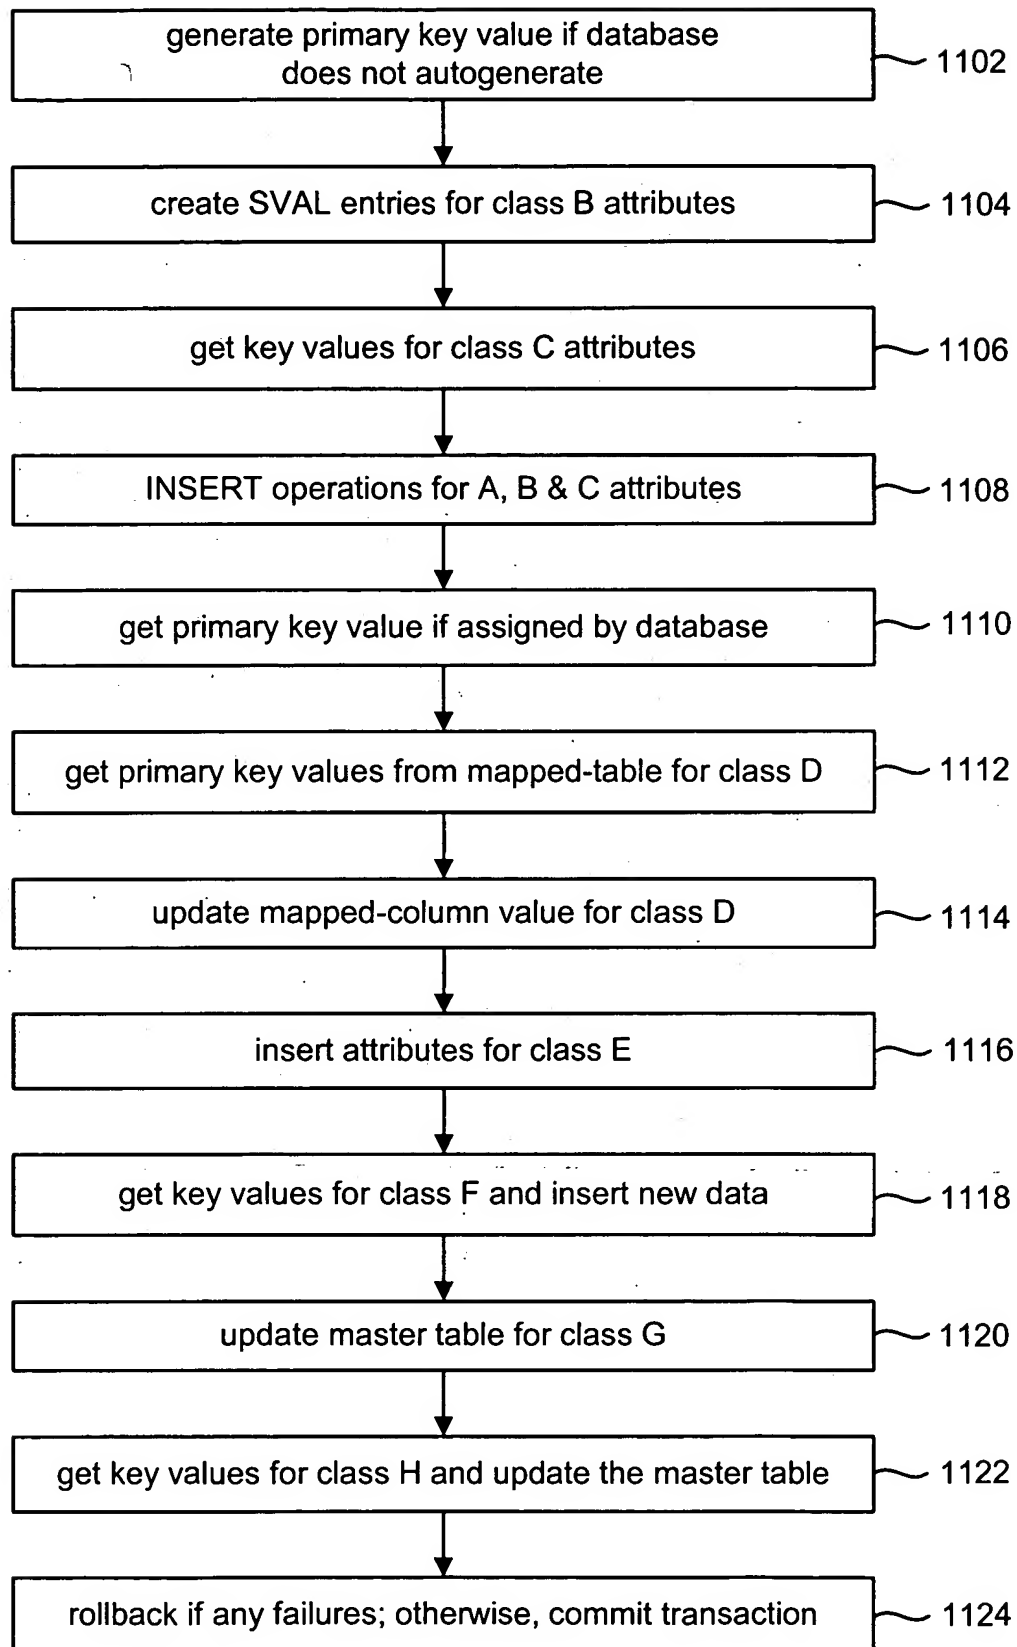 generate primary key value if database
does not autogenerate
1102
create SVAL entries for class B attributes
1104
get key values for class C attributes
1106
INSERT operations for A, B & C attributes
1108
get primary key value if assigned by database
1110
get primary key values from mapped-table for class D
1112
update mapped-column value for class D
1114
insert attributes for class E
1116
get key values for class F and insert new data
1118
update master table for class G
1120
get key values for class H and update the master table
1122
rollback if any failures; otherwise, commit transaction
1124